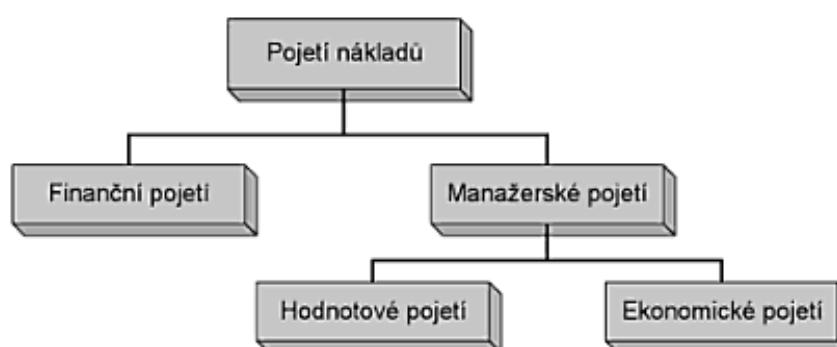 Pojetí nákladů
Finanční pojetí
Manažerské pojetí
Hodnotové pojetí
Ekonomické pojetí